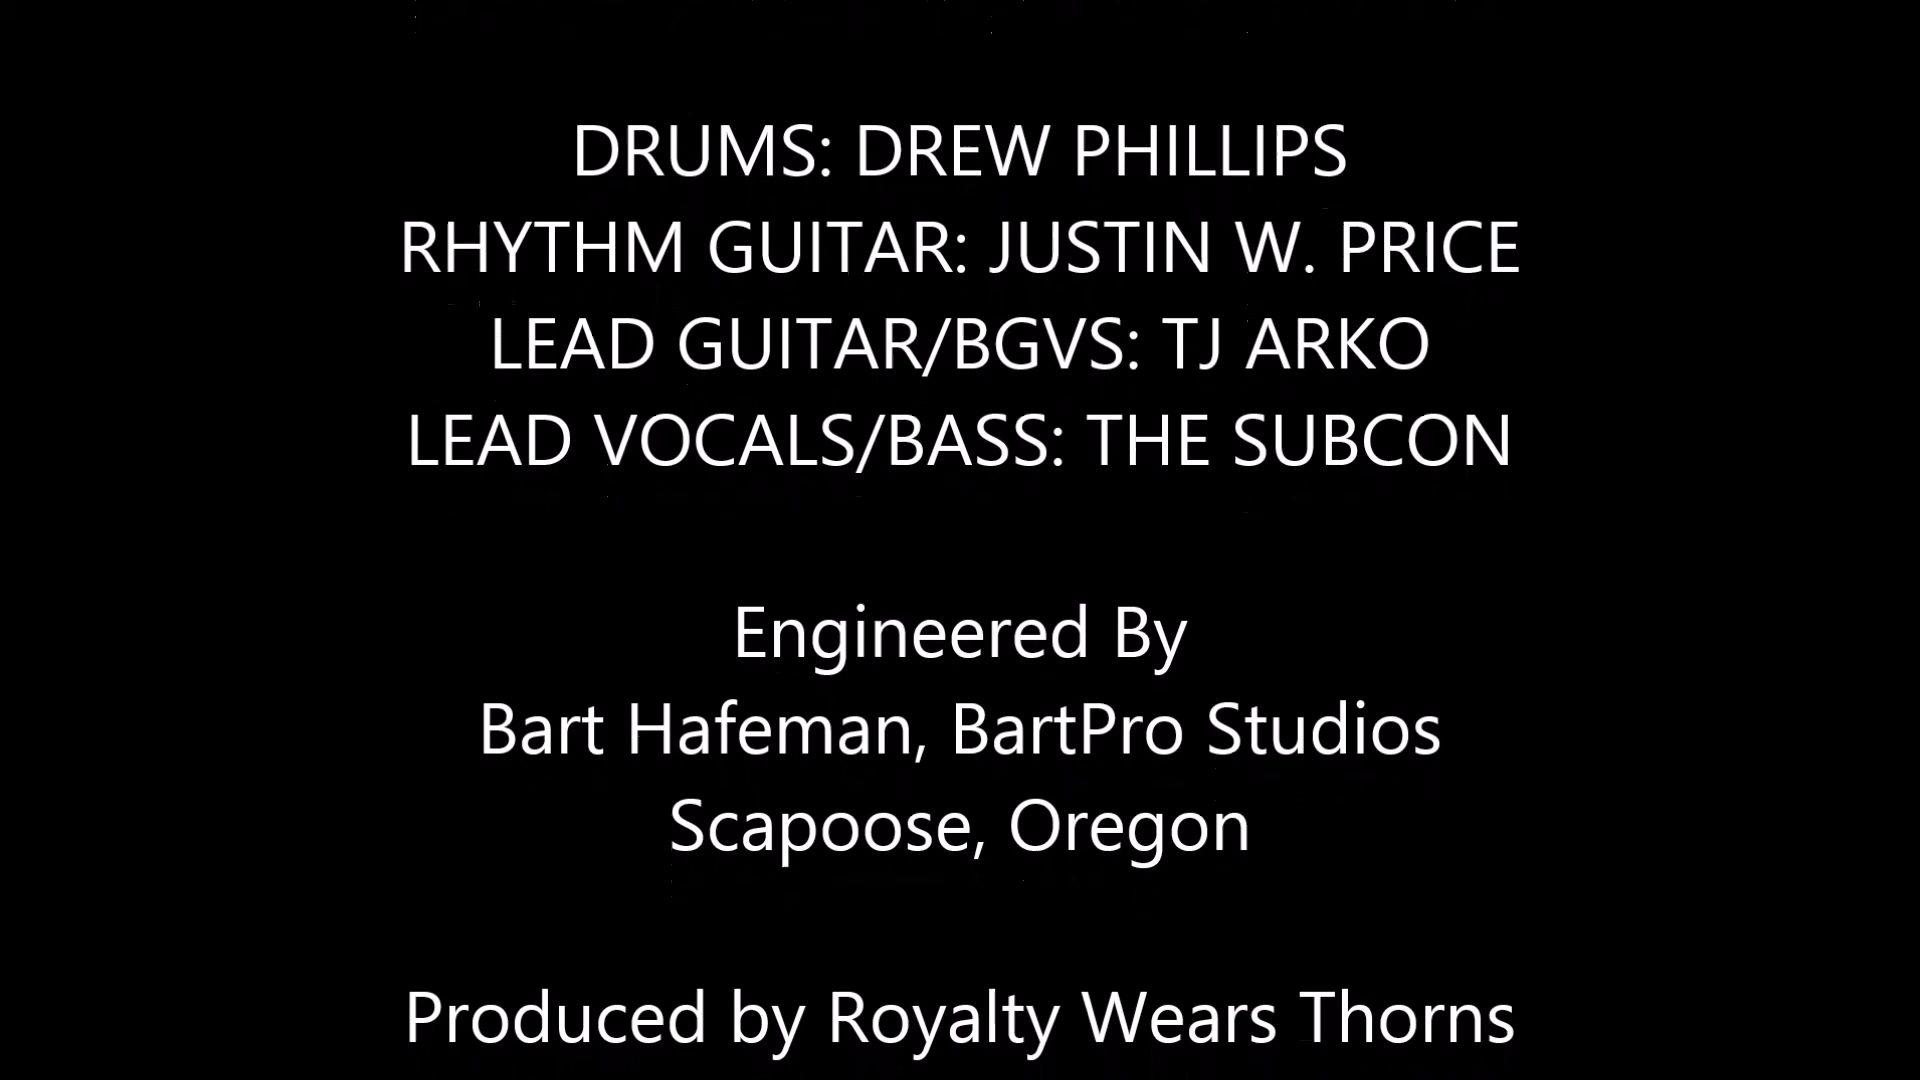 DRUMS: DREW PHILLIPS
RHYTHM GUITAR: JUSTIN W. PRICE
LEAD GUITAR/BGVS: TJ ARKO
LEAD VOCALS/BASS: THE SUBCON
Engineered By
Bart Hafeman, BartPro Studios
Scapoose, Oregon
Produced by Royalty Wears Thorns